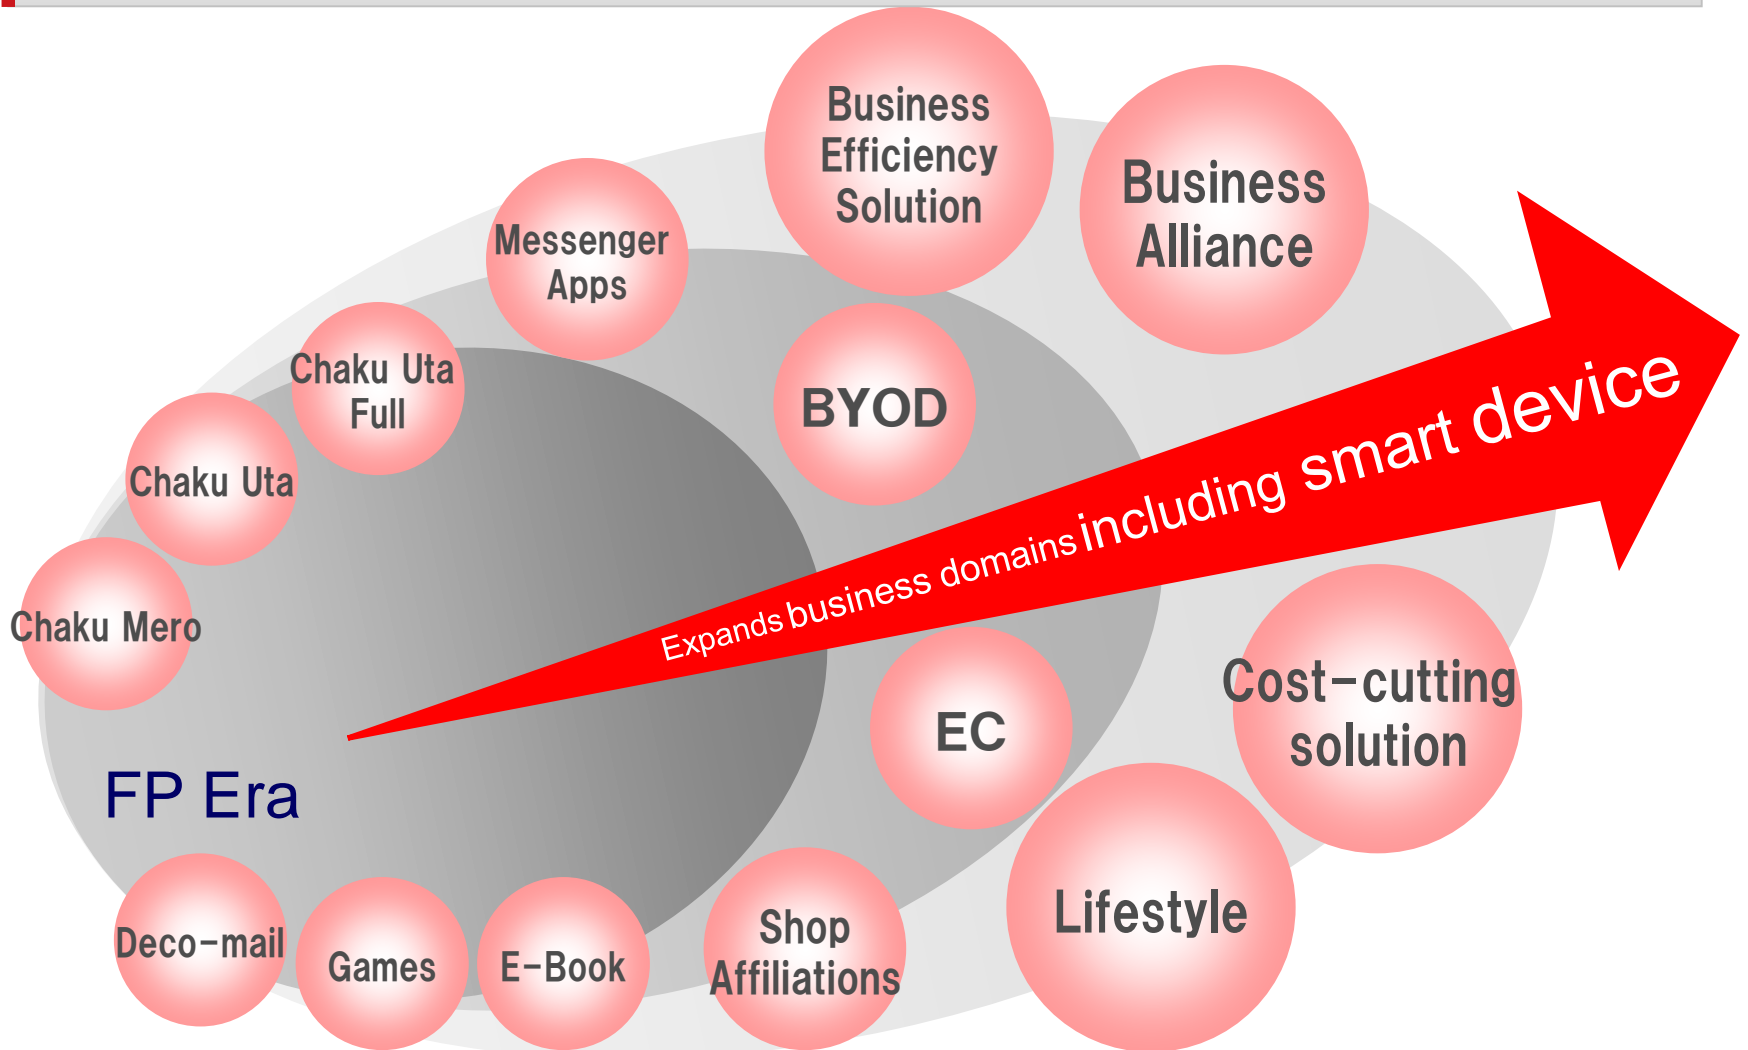 Business
Efficiency
Solution
Business
Alliance
Messenger
Apps
Chaku Uta
Full
BYOD
Chaku Uta
Chaku Mero
Expands business domains including smart device
EC
Cost-cutting
solution
FP Era
Lifestyle
Deco-mail
Games
E-Book
Shop
Affiliations